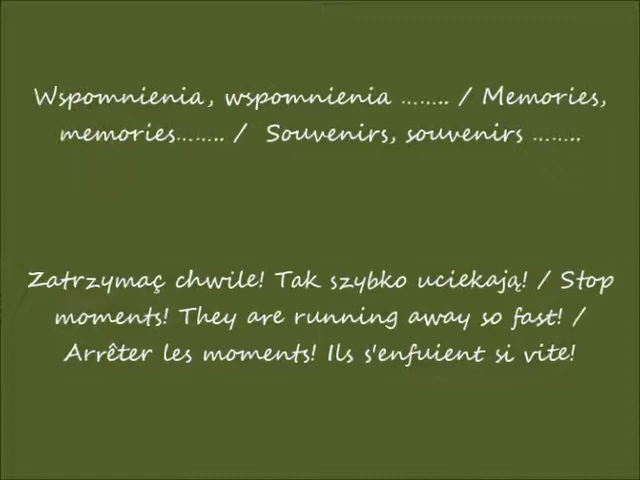 Wspomnienia, wspomnienia …….. / Memories,
memories…….. / Souvenirs, souvenirs ……..
Zatrzymaç chwile! Tak szybko uciekają! / Stop
moments! They are running away so fast! /
Arrêter les moments! Ils s'enfuient si vite!